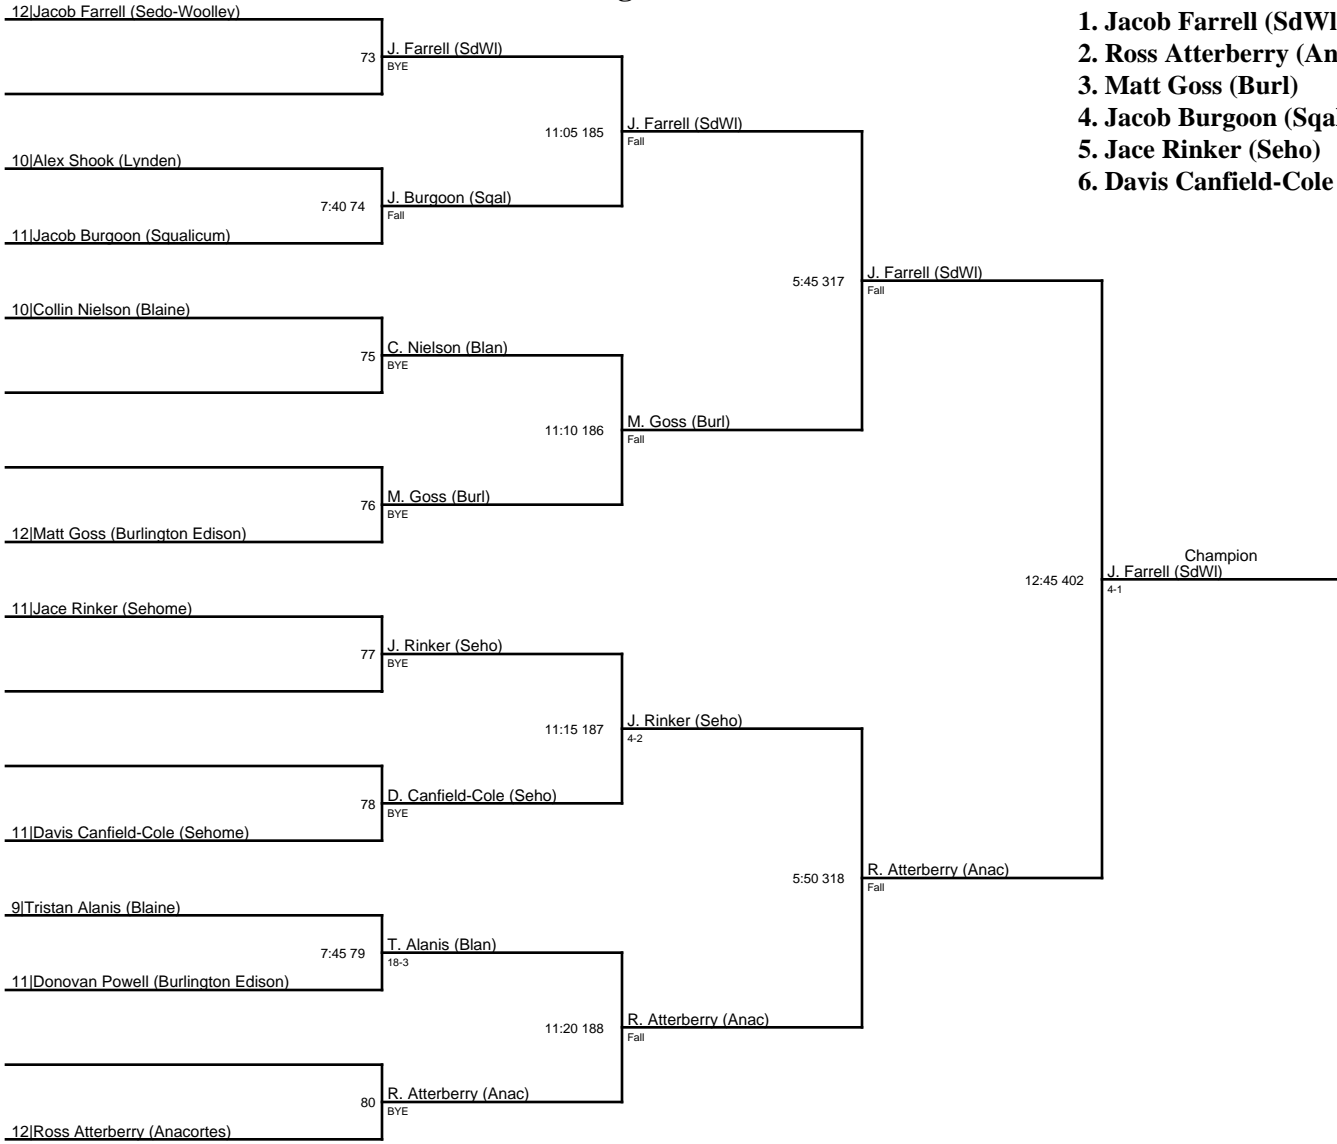 12|Jacob Farrell (Sedo-Woolley)
1. Jacob Farrell (SdWl
2. Ross Atterberry (An
3. Matt Goss (Burl)
4. Jacob Burgoon (Sqal
5. Jace Rinker (Seho)
6. Davis Canfield-Cole
73 J. Farrell (SdWl)
BYE
11:05 185 J. Farrell (SdWl)
Fall
10|Alex Shook (Lynden)
7:40 74 J. Burgoon (Sqal)
Fall
11|Jacob Burgoon (Squalicum)
5:45 317 J. Farrell (SdWl)
Fall
10|Collin Nielson (Blaine)
75 C. Nielson (Blan)
BYE
11:10 186 M. Goss (Burl)
Fall
76 M. Goss (Burl)
BYE
12|Matt Goss (Burlington Edison)
Champion
12:45 402 J. Farrell (SdWl)
4-1
11|Jace Rinker (Sehome)
77 J. Rinker (Seho)
BYE
11:15 187 J. Rinker (Seho)
4-2
78 D. Canfield-Cole (Seho)
BYE
11|Davis Canfield-Cole (Sehome)
5:50 318 R. Atterberry (Anac)
Fall
9|Tristan Alanis (Blaine)
7:45 79 T. Alanis (Blan)
18-3
11|Donovan Powell (Burlington Edison)
11:20 188 R. Atterberry (Anac)
Fall
80 R. Atterberry (Anac)
BYE
12|Ross Atterberry (Anacortes)